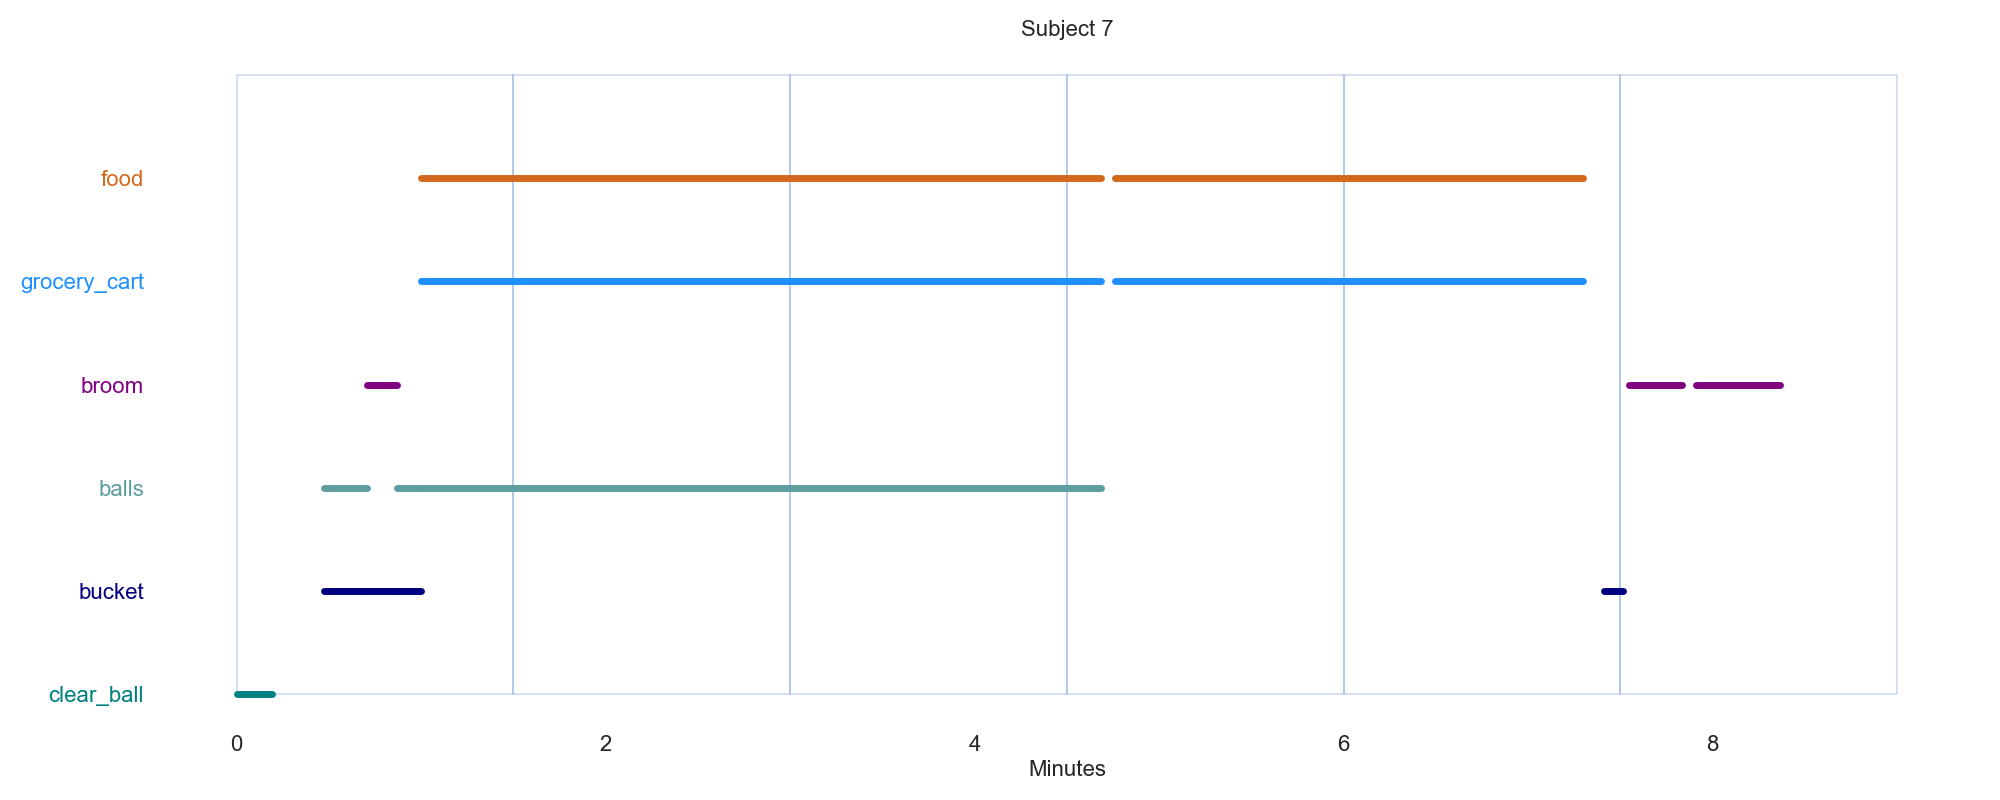 Subject 7
food
grocery_cart
broom
balls
bucket
clear_ball
0 2 4 6 8
Minutes